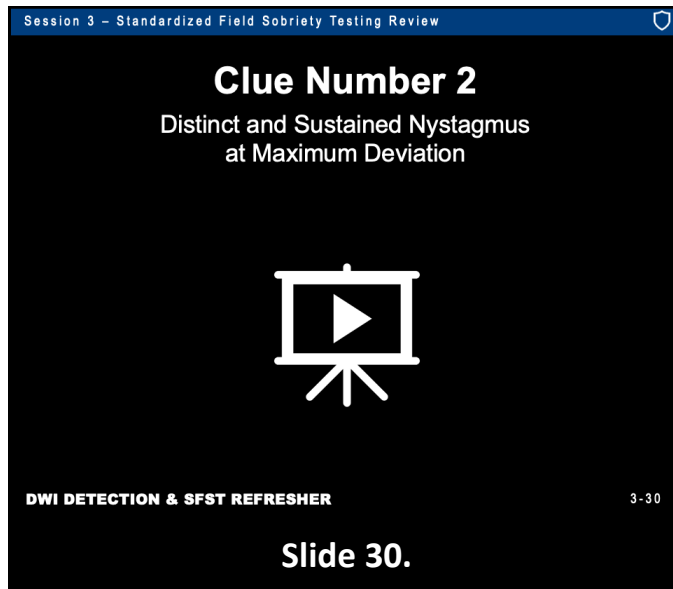 Session 3 – Standardized Field Sobriety Testing Review
Clue Number 2
Distinct and Sustained Nystagmus
at Maximum Deviation
DWI DETECTION & SFST REFRESHER
3-30
Slide 30.